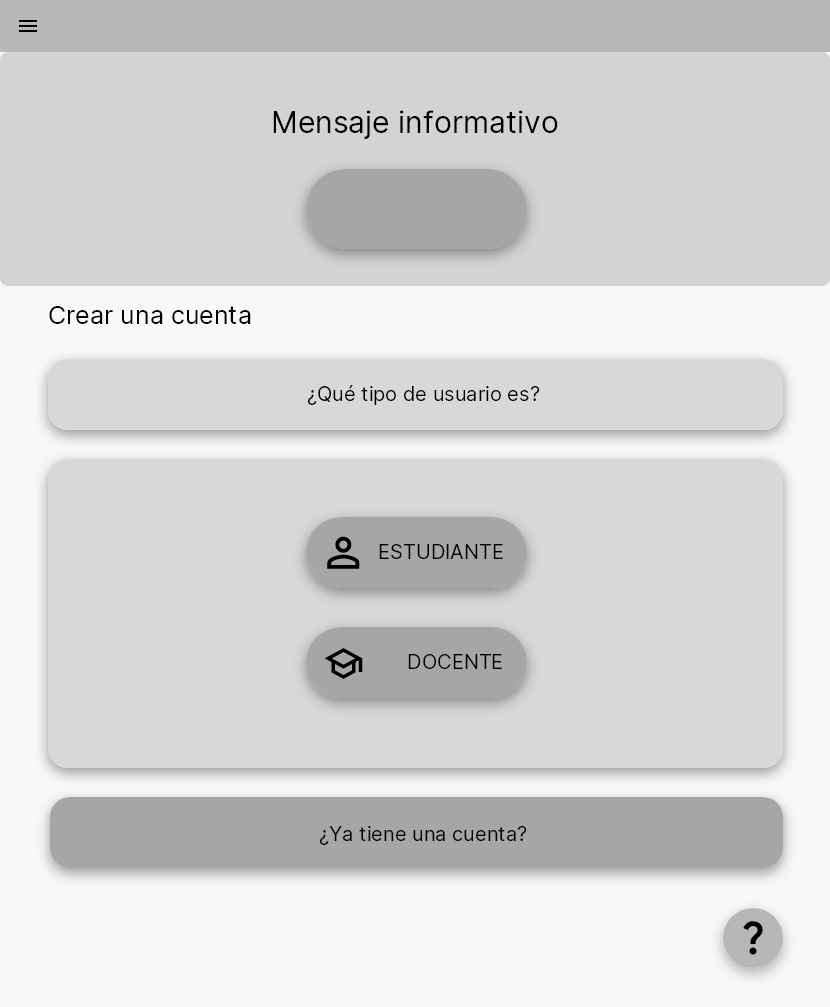 Mensaje informativo
Crear una cuenta
¿Qué tipo de usuario es?
ESTUDIANTE
DOCENTE
¿Ya tiene una cuenta?
?